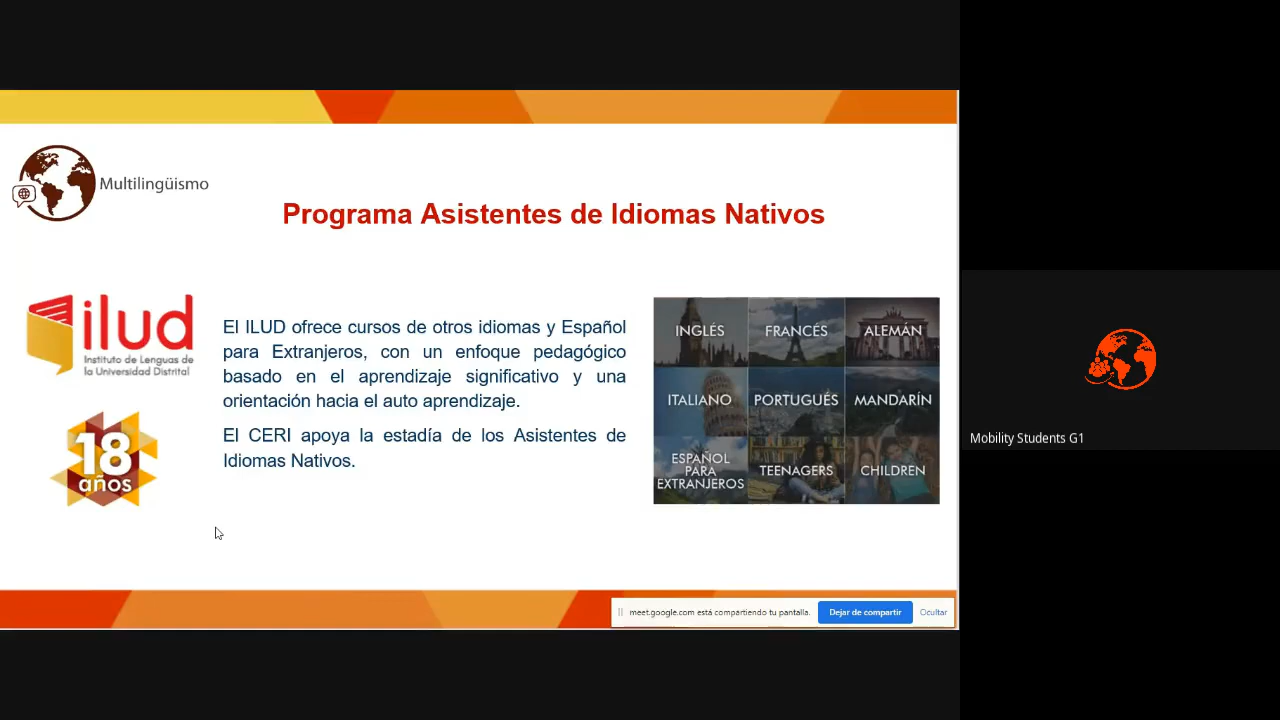 Multilingüismo
Programa Asistentes de Idiomas Nativos
ilud
Instituto de Lenguas de
la Universidad Distrital
18
años
El ILUD ofrece cursos de otros idiomas y Español
para Extranjeros, con un enfoque pedagógico
basado en el aprendizaje significativo y una
orientación hacia el auto aprendizaje.
El CERI apoya la estadía de los Asistentes de
Idiomas Nativos.
INGLÉS
FRANCÉS
ALEMÁN
ITALIANO
PORTUGUÉS
MANDARÍN
ESPAÑOL
PARA
EXTRANJEROS
TEENAGERS
CHILDREN
meet.google.com está compartiendo tu pantalla.
Dejar de compartir
Ocultar
Mobility Students G1